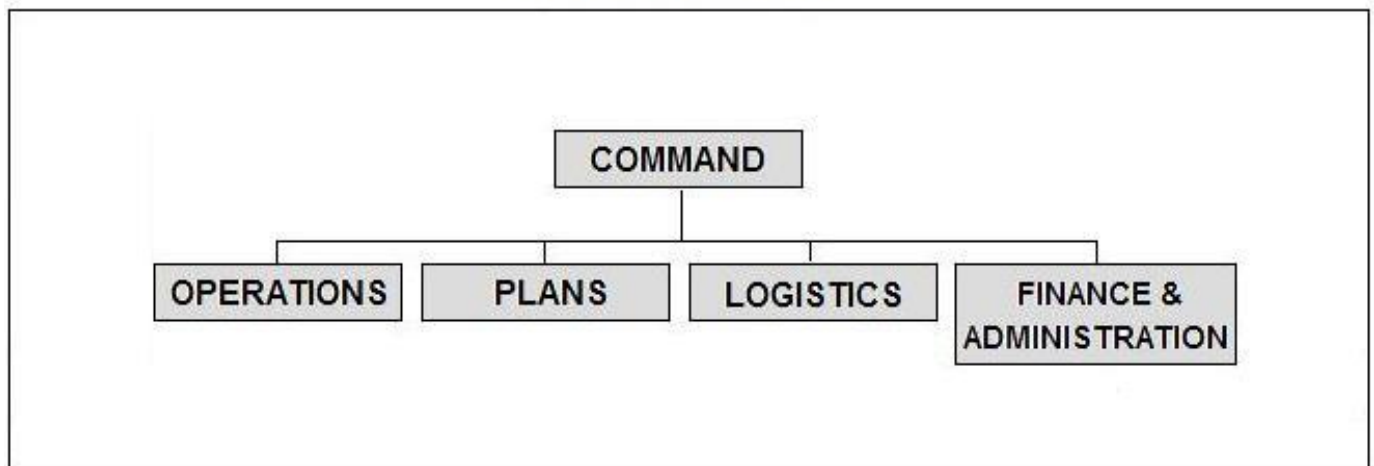 COMMAND
OPERATIONS
PLANS
LOGISTICS
FINANCE &
ADMINISTRATION